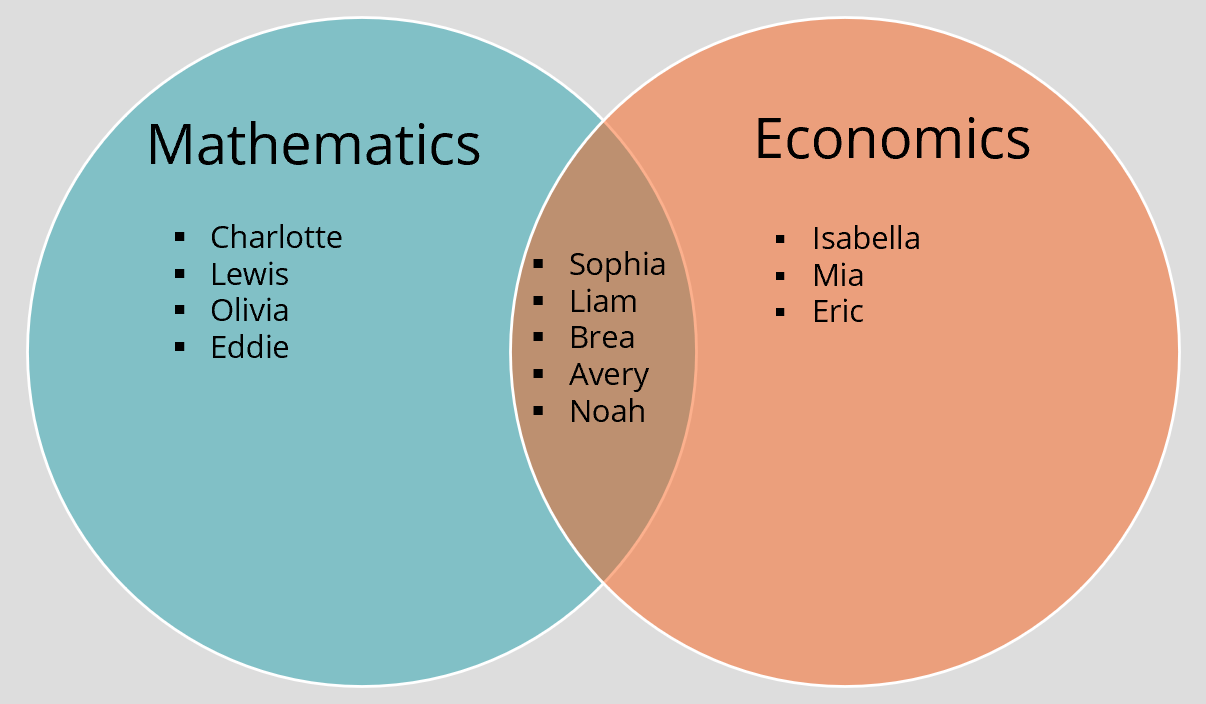 Mathematics
▪ Charlotte
▪ Lewis
▪ Olivia
▪ Eddie
▪ Sophia
▪ Liam
▪ Brea
▪ Avery
▪ Noah
Economics
▪ Isabella
▪ Mia
▪ Eric